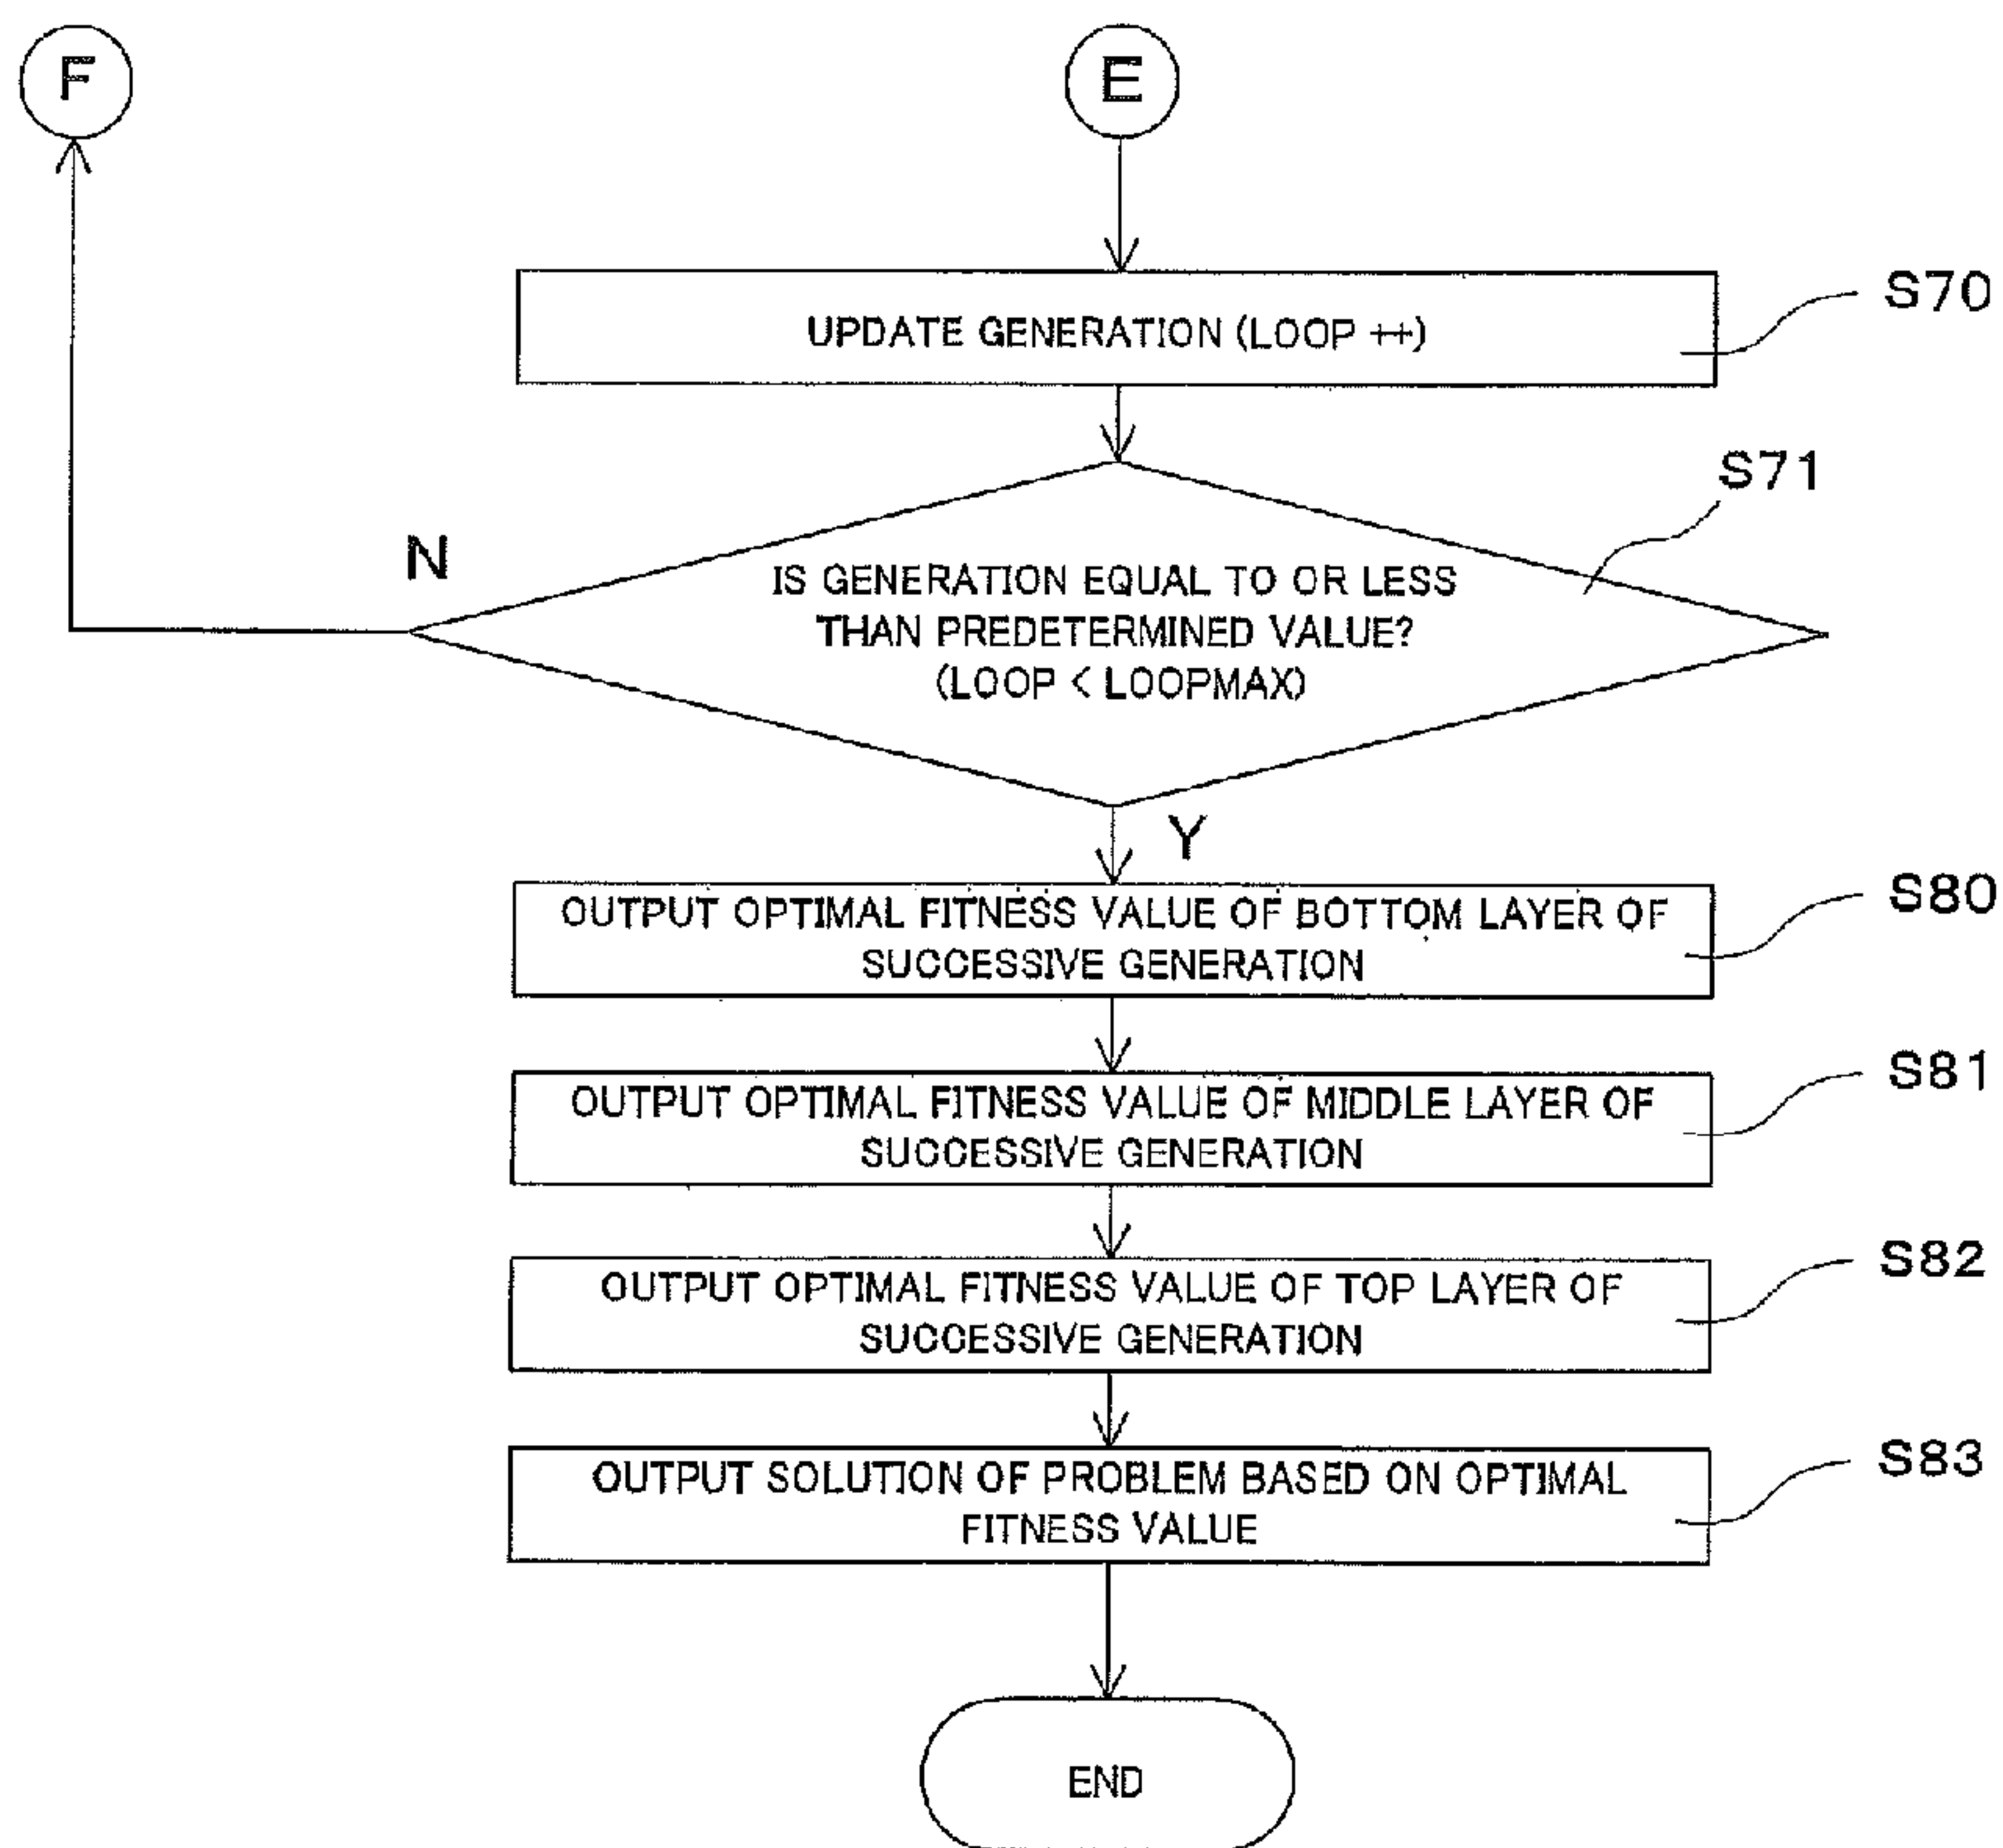 F
E
UPDATE GENERATION (LOOP ++)
S70
S71
N
IS GENERATION EQUAL TO OR LESS
THAN PREDETERMINED VALUE?
(LOOP < LOOPMAX)
Y
OUTPUT OPTIMAL FITNESS VALUE OF BOTTOM LAYER OF
SUCCESSIVE GENERATION
S80
OUTPUT OPTIMAL FITNESS VALUE OF MIDDLE LAYER OF
SUCCESSIVE GENERATION
S81
OUTPUT OPTIMAL FITNESS VALUE OF TOP LAYER OF
SUCCESSIVE GENERATION
S82
OUTPUT SOLUTION OF PROBLEM BASED ON OPTIMAL
FITNESS VALUE
S83
END